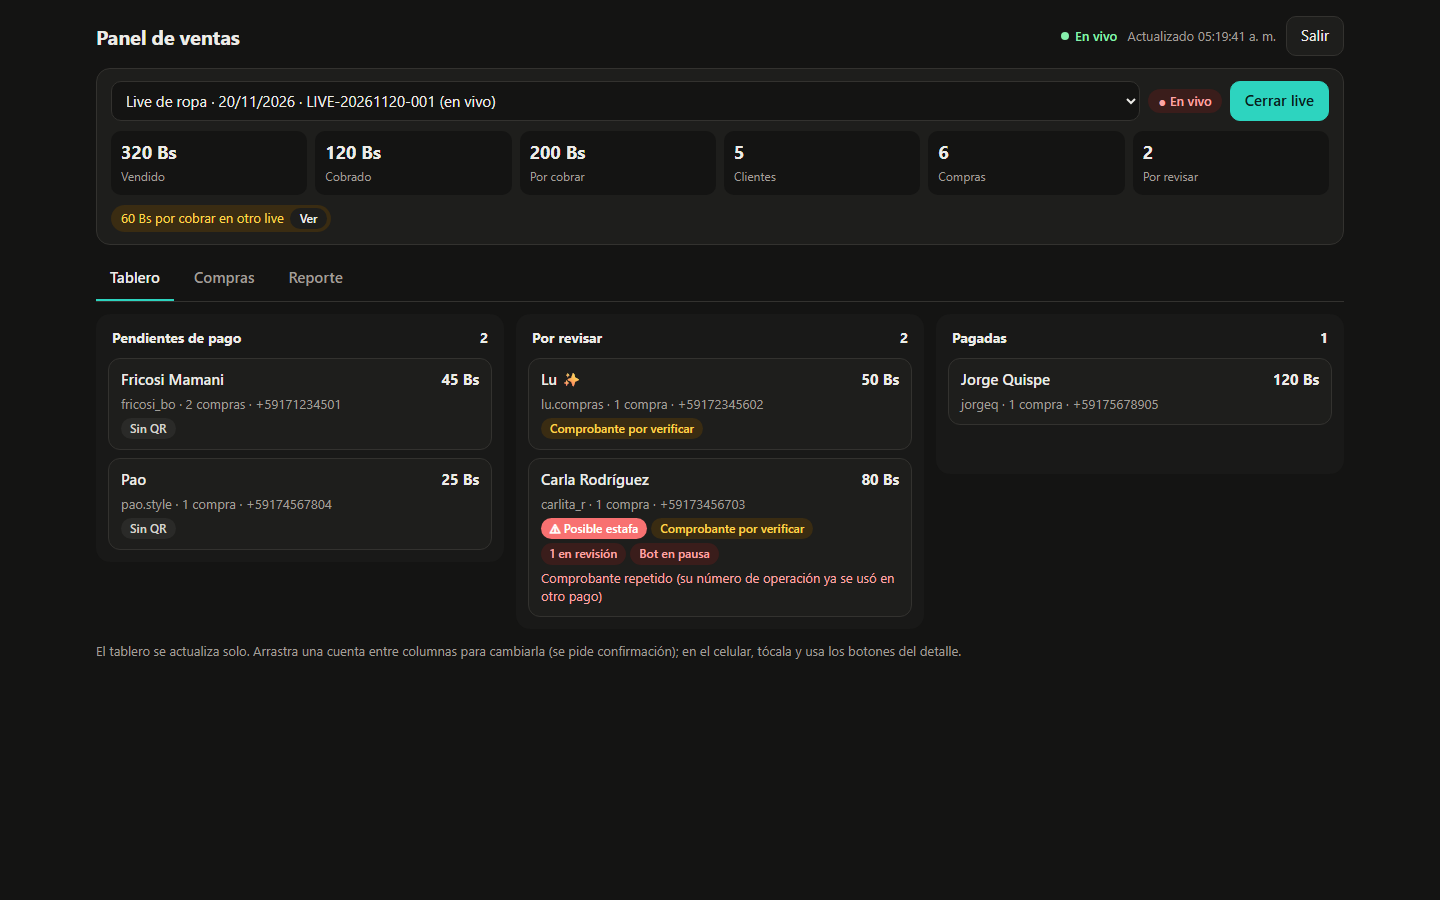 Panel de ventas
En vivo Actualizado 05:19:41 a. m. Salir
Live de ropa · 20/11/2026 · LIVE-20261120-001 (en vivo) En vivo Cerrar live
320 Bs 120 Bs 200 Bs 5 6 2
Vendido Cobrado Por cobrar Clientes Compras Por revisar
60 Bs por cobrar en otro live Ver
Tablero Compras Reporte
Pendientes de pago 2
Fricosi Mamani 45 Bs
fricosi_bo · 2 compras · +59171234501
Sin QR
Pao 25 Bs
pao.style · 1 compra · +59174567804
Sin QR
Por revisar 2
Lu ✨ 50 Bs
lu.compras · 1 compra · +59172345602
Comprobante por verificar
Carla Rodríguez 80 Bs
carlita_r · 1 compra · +59173456703
⚠ Posible estafa Comprobante por verificar
1 en revisión Bot en pausa
Comprobante repetido (su número de operación ya se usó en
otro pago)
Pagadas 1
Jorge Quispe 120 Bs
jorgeq · 1 compra · +59175678905
El tablero se actualiza solo. Arrastra una cuenta entre columnas para cambiarla (se pide confirmación); en el celular, tócala y usa los botones del detalle.